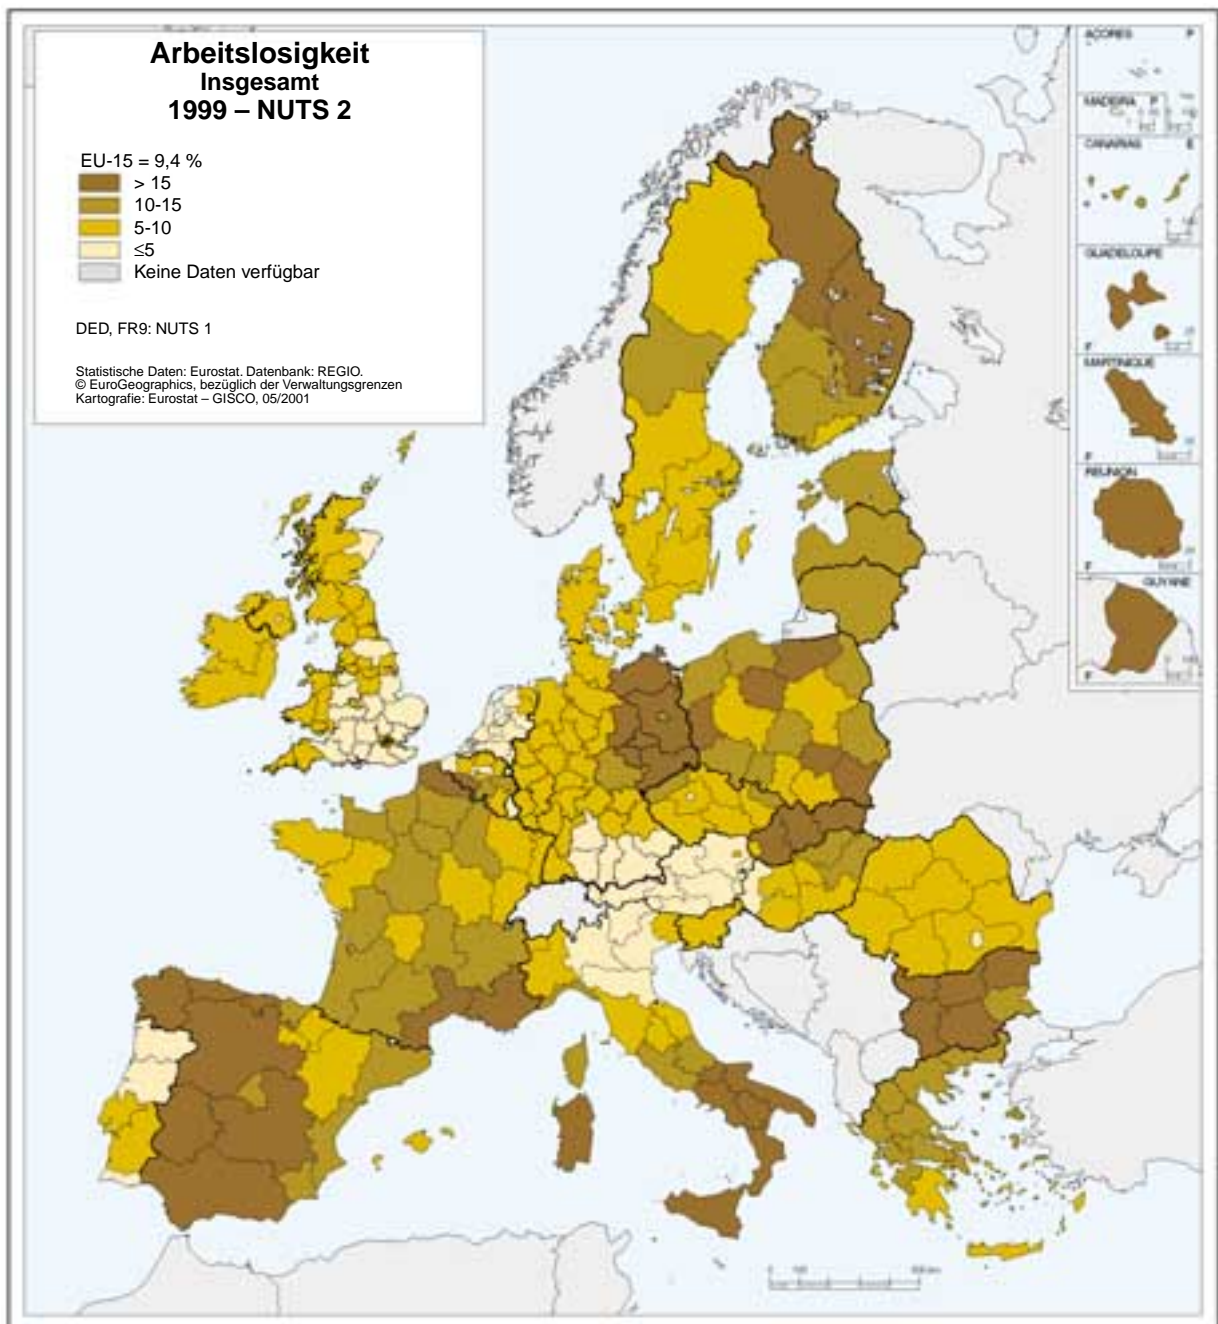 Arbeitslosigkeit
Insgesamt
1999 – NUTS 2
EU-15 = 9,4 %
> 15
10-15
5-10
≤5
Keine Daten verfügbar
DED, FR9: NUTS 1
Statistische Daten: Eurostat. Datenbank: REGIO.
© EuroGeographics, bezüglich der Verwaltungsgrenzen
Kartografie: Eurostat – GISCO, 05/2001
AÇORES P
MADEIRA P
CANARIAS E
GUADELOUPE
F
MARTINIQUE
F
REUNION
F
GUYANE
F